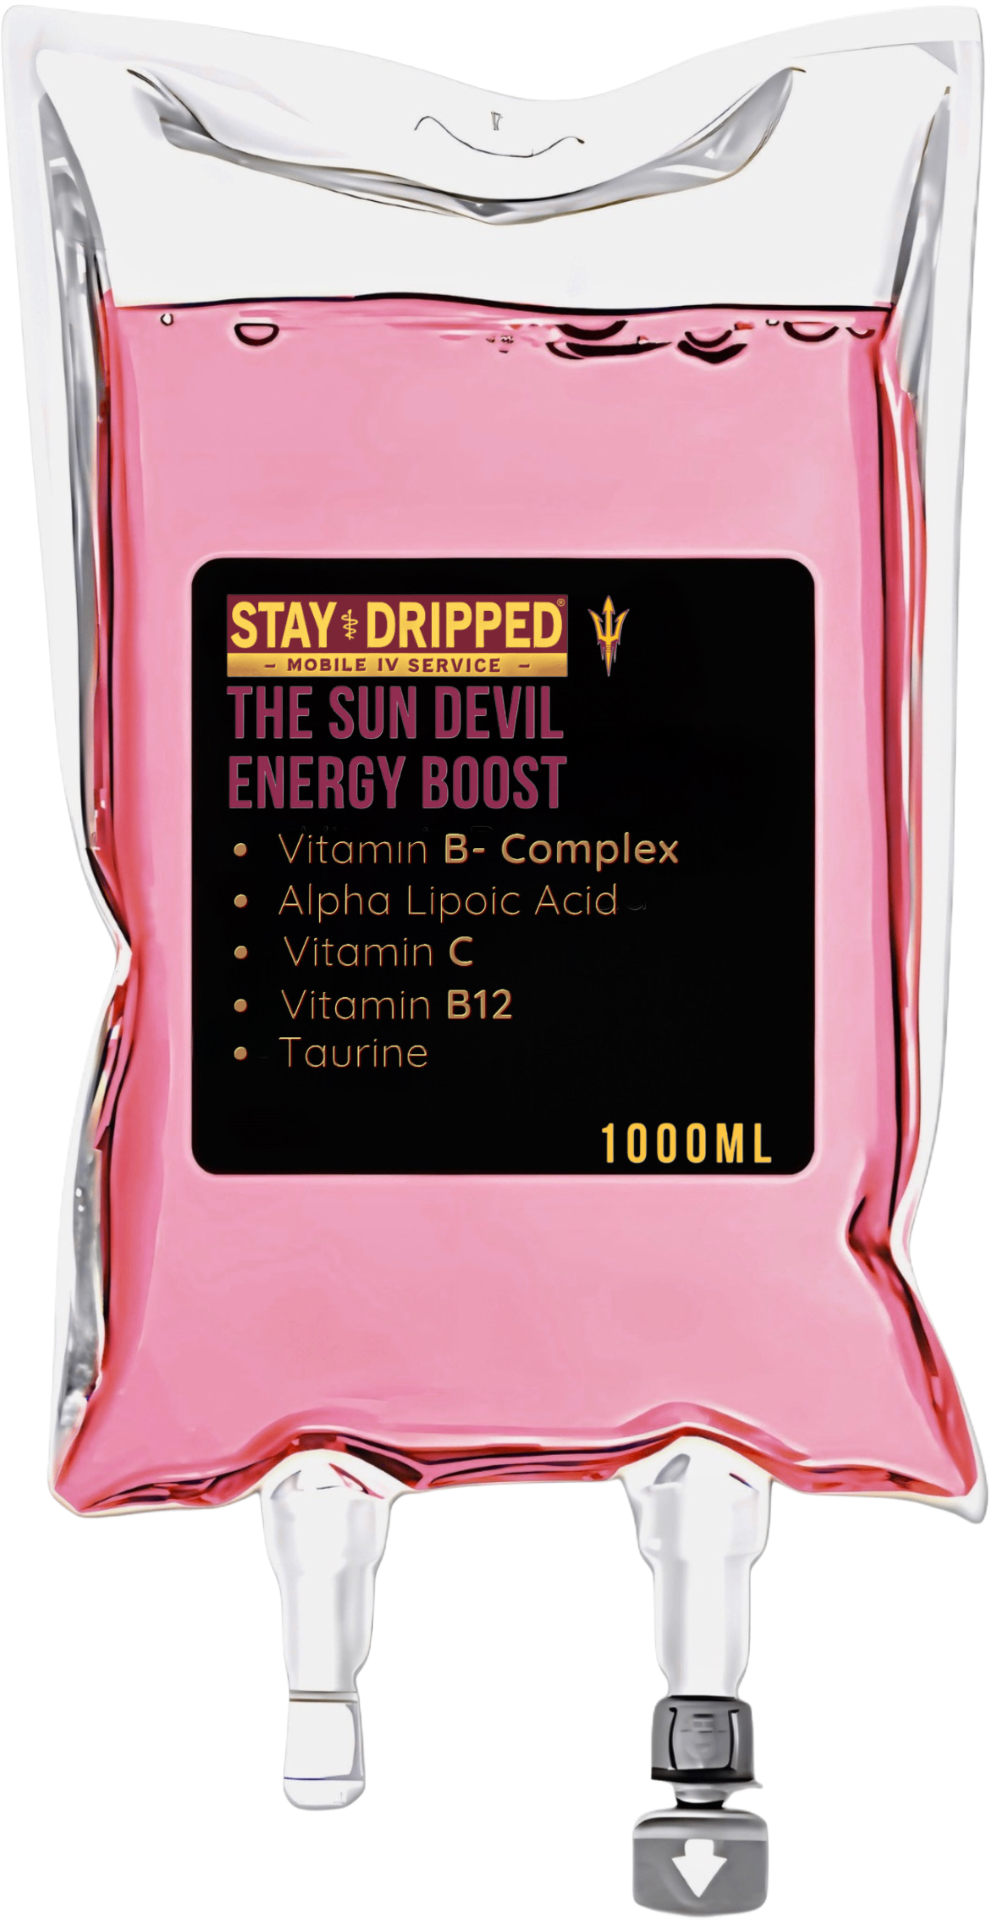 STAY DRIPPED®
- MOBILE IV SERVICE -
THE SUN DEVIL
ENERGY BOOST
• Vitamin B- Complex
• Alpha Lipoic Acid
• Vitamin C
• Vitamin B12
• Taurine
1000ML